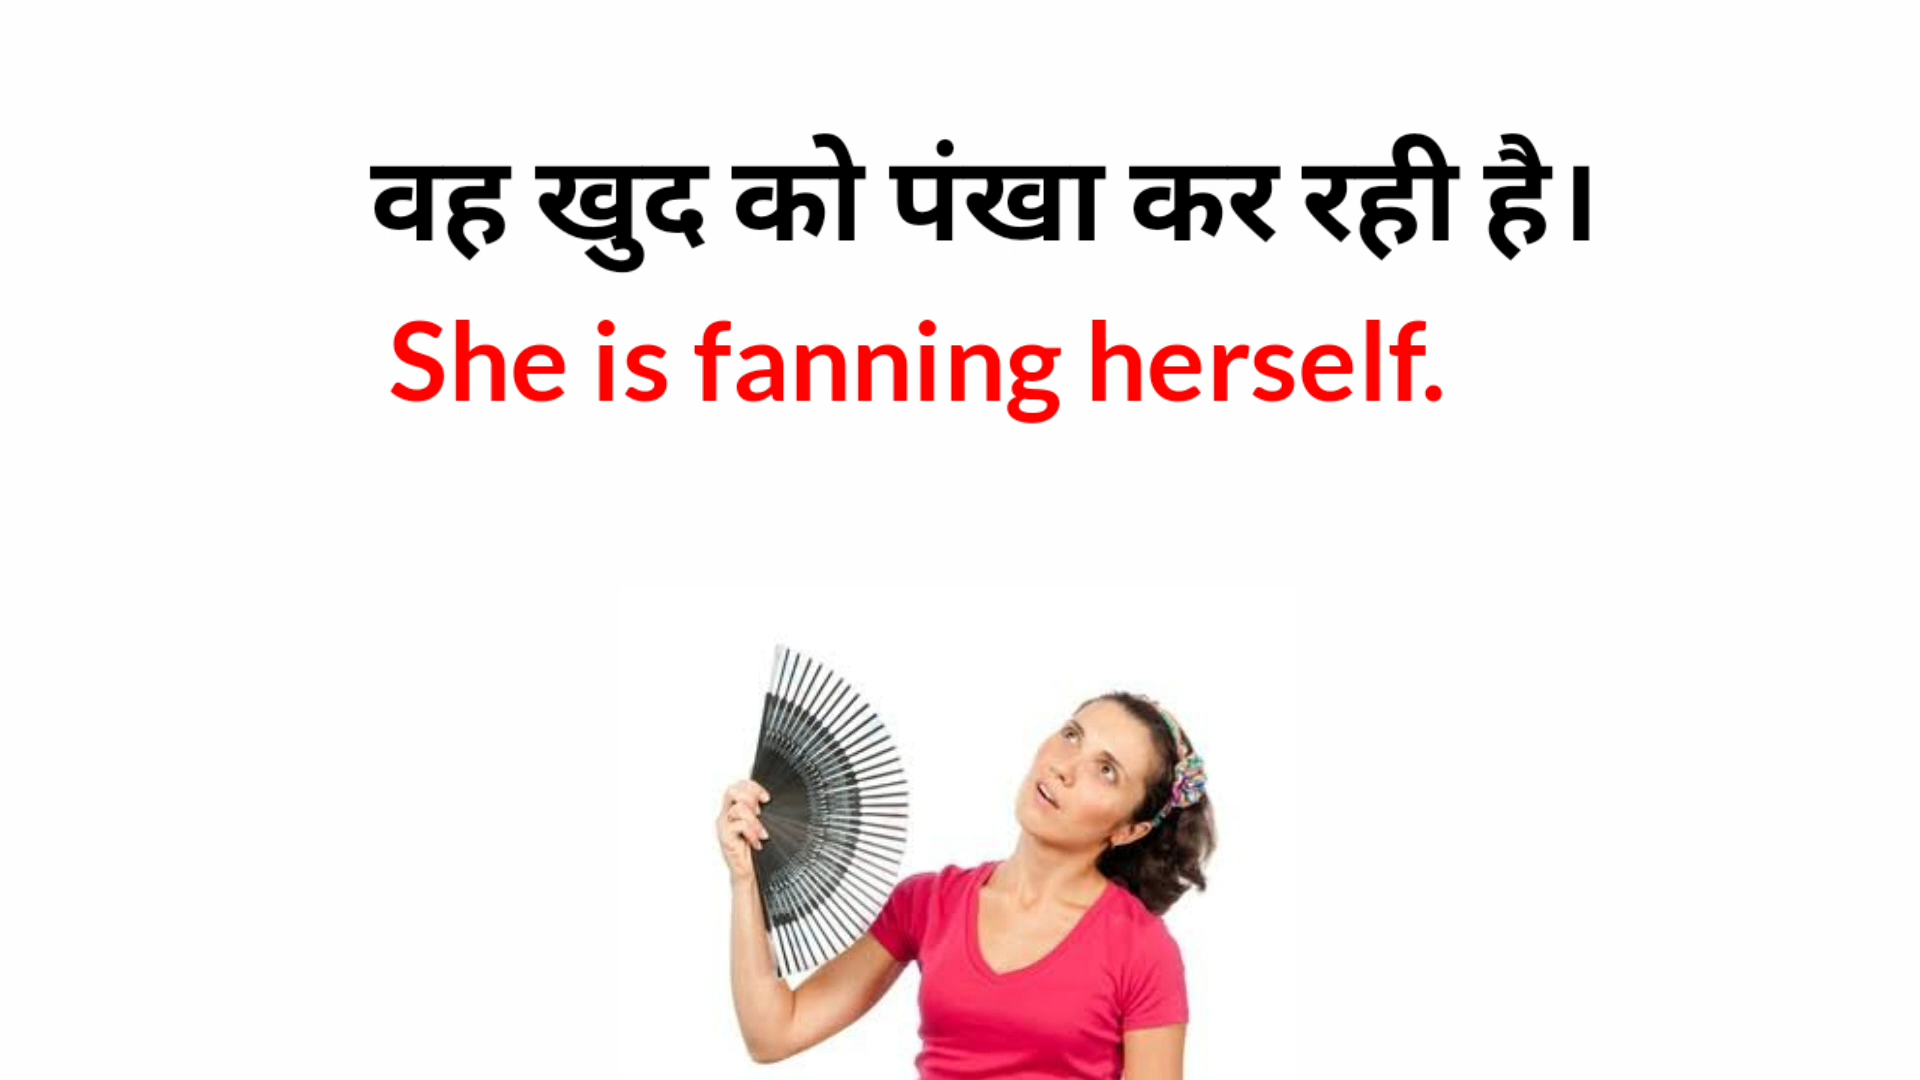 वह खुद को पंखा कर रही है।
She is fanning herself.